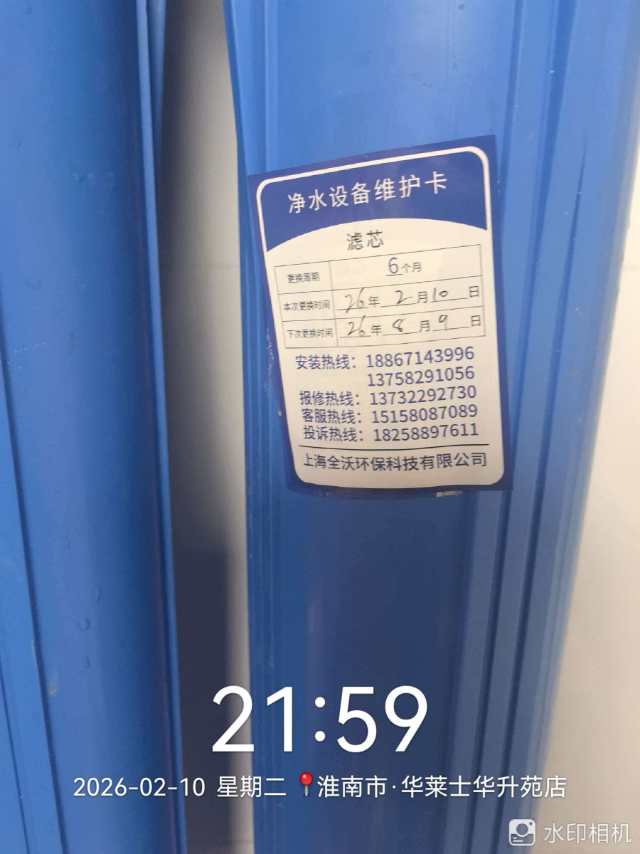 净水设备维护卡
滤芯
更换周期 6个月
本次更换时间 26年 2月10日
下次更换时间 26年 8月9日
安装热线：18867143996
13758291056
报修热线：13732292730
客服热线：15158087089
投诉热线：18258897611
上海全沃环保科技有限公司
21:59
2026-02-10 星期二 淮南市·华莱士华升苑店
水印相机